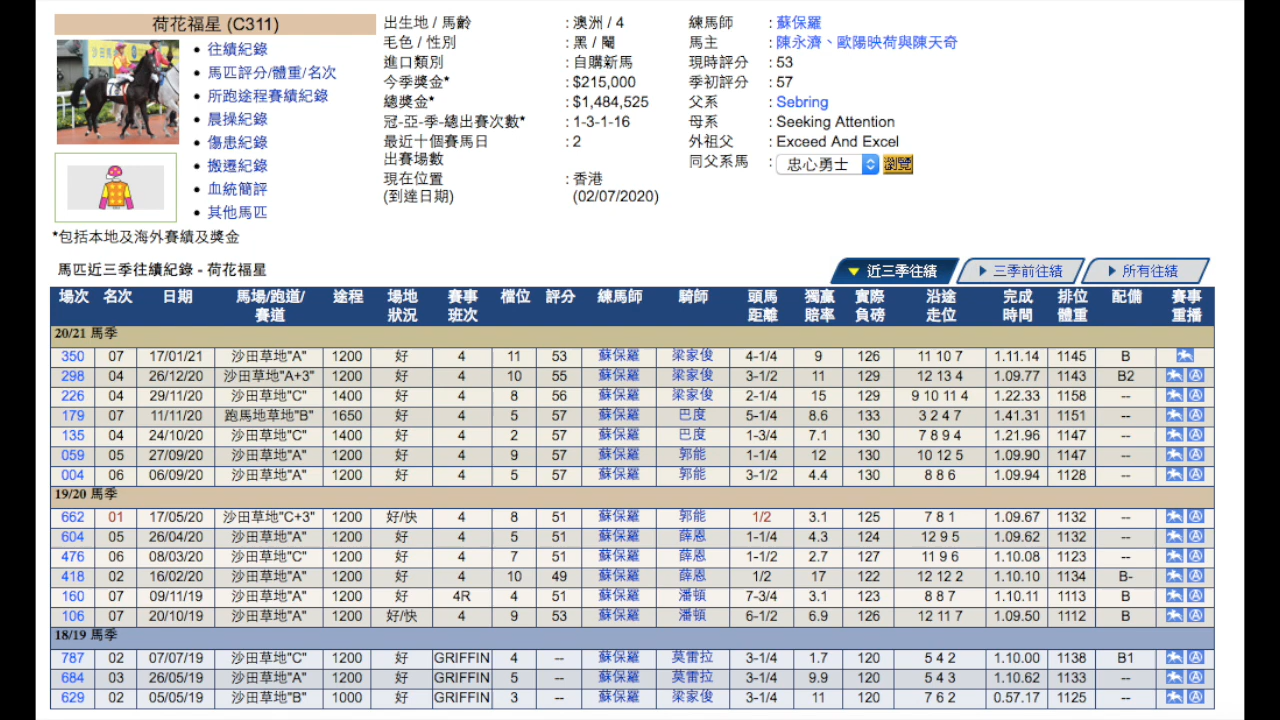 荷花福星 (C311)
• 往績紀錄
• 馬匹評分/體重/名次
• 所跑途程賽績紀錄
• 晨操紀錄
• 傷患紀錄
• 搬遷紀錄
• 血統簡評
• 其他馬匹
出生地 / 馬齡 : 澳洲 / 4
毛色 / 性別 : 黑 / 閹
進口類別 : 自購新馬
今季獎金* : $215,000
總獎金* : $1,484,525
冠-亞-季-總出賽次數* : 1-3-1-16
最近十個賽馬日 : 2
出賽場數
現在位置 : 香港
(到達日期) (02/07/2020)
練馬師 : 蘇保羅
馬主 : 陳永濟、歐陽映荷與陳天奇
現時評分 : 53
季初評分 : 57
父系 : Sebring
母系 : Seeking Attention
外祖父 : Exceed And Excel
同父系馬 : 忠心勇士 瀏覽
*包括本地及海外賽績及獎金
馬匹近三季往績紀錄 - 荷花福星
近三季往績 三季前往績 所有往績
場次 名次 日期 馬場/跑道/ 途程 場地 賽事 檔位 評分 練馬師 騎師 頭馬 獨贏 實際 沿途 完成 排位 配備 賽事
賽道 狀況 班次 距離 賠率 負磅 走位 時間 體重 重播
20/21 馬季
350 07 17/01/21 沙田草地"A" 1200 好 4 11 53 蘇保羅 梁家俊 4-1/4 9 126 11 10 7 1.11.14 1145 B
298 04 26/12/20 沙田草地"A+3" 1200 好 4 10 55 蘇保羅 梁家俊 3-1/2 11 129 12 13 4 1.09.77 1143 B2
226 04 29/11/20 沙田草地"C" 1400 好 4 8 56 蘇保羅 梁家俊 2-1/4 15 129 9 10 11 4 1.22.33 1158 --
179 07 11/11/20 跑馬地草地"B" 1650 好 4 5 57 蘇保羅 巴度 5-1/4 8.6 133 3 2 4 7 1.41.31 1151 --
135 04 24/10/20 沙田草地"C" 1400 好 4 2 57 蘇保羅 巴度 1-3/4 7.1 130 7 8 9 4 1.21.96 1147 --
059 05 27/09/20 沙田草地"A" 1200 好 4 9 57 蘇保羅 郭能 1-1/4 12 130 10 12 5 1.09.90 1147 --
004 06 06/09/20 沙田草地"A" 1200 好 4 5 57 蘇保羅 郭能 3-1/2 4.4 130 8 8 6 1.09.94 1128 --
19/20 馬季
662 01 17/05/20 沙田草地"C+3" 1200 好/快 4 8 51 蘇保羅 郭能 1/2 3.1 125 7 8 1 1.09.67 1132 --
604 05 26/04/20 沙田草地"A" 1200 好 4 5 51 蘇保羅 薛恩 1-1/4 4.3 124 12 9 5 1.09.62 1132 --
476 06 08/03/20 沙田草地"C" 1200 好 4 7 51 蘇保羅 薛恩 1-1/2 2.7 127 11 9 6 1.10.08 1123 --
418 02 16/02/20 沙田草地"A" 1200 好 4 10 49 蘇保羅 薛恩 1/2 17 122 12 12 2 1.10.10 1134 B-
160 07 09/11/19 沙田草地"A" 1200 好 4R 4 51 蘇保羅 潘頓 7-3/4 3.1 123 8 8 7 1.10.11 1113 B
106 07 20/10/19 沙田草地"A" 1200 好/快 4 9 53 蘇保羅 潘頓 6-1/2 6.9 126 12 11 7 1.09.50 1112 B
18/19 馬季
787 02 07/07/19 沙田草地"C" 1200 好 GRIFFIN 4 -- 蘇保羅 莫雷拉 3-1/4 1.7 120 5 4 2 1.10.00 1138 B1
684 03 26/05/19 沙田草地"A" 1200 好 GRIFFIN 5 -- 蘇保羅 莫雷拉 3-1/4 9.9 120 5 4 3 1.10.62 1133 --
629 02 05/05/19 沙田草地"B" 1000 好 GRIFFIN 3 -- 蘇保羅 梁家俊 3-1/4 11 120 7 6 2 0.57.17 1125 --